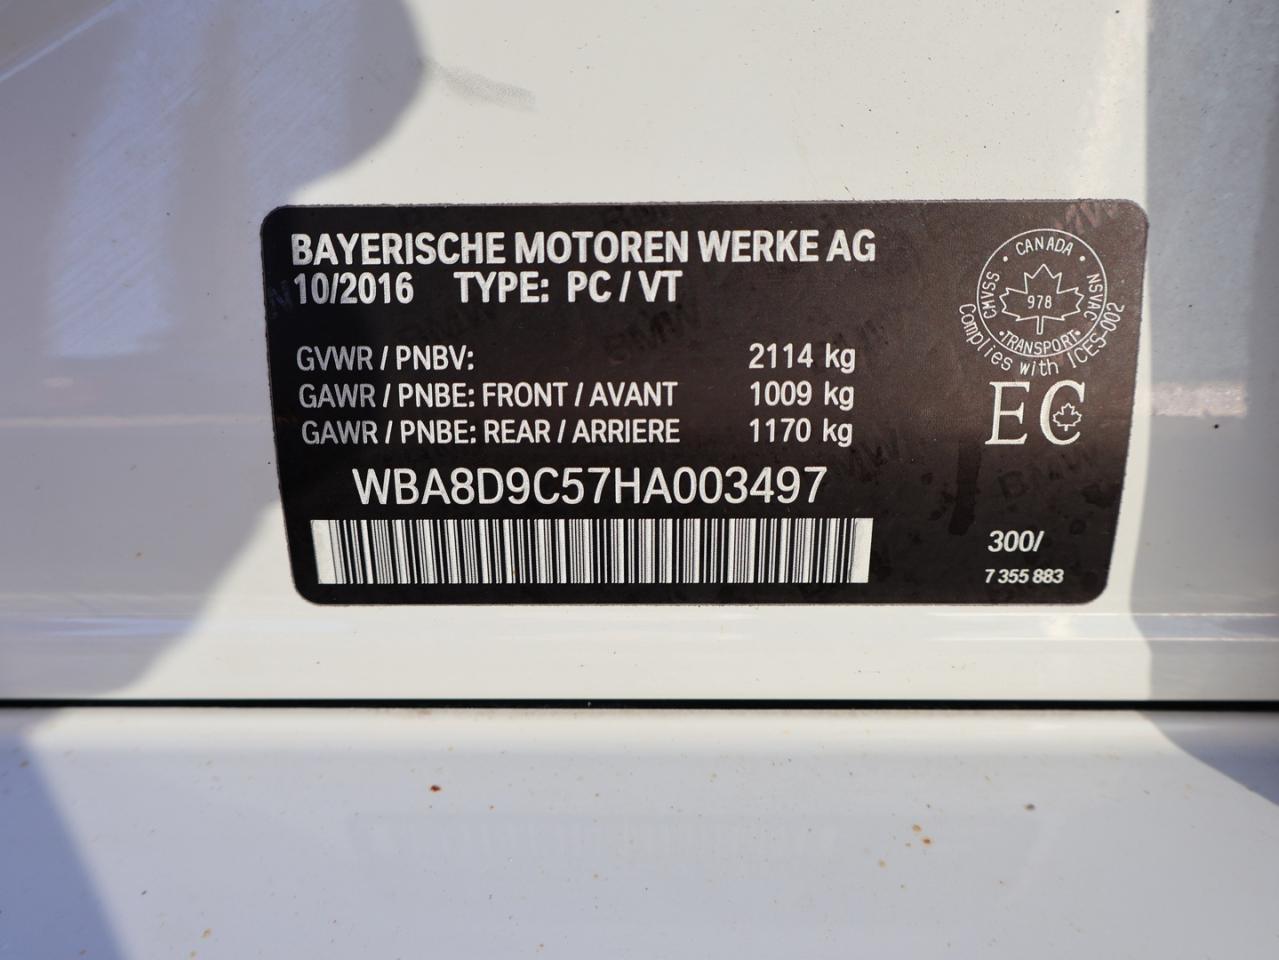 BAYERISCHE MOTOREN WERKE AG
10/2016 TYPE: PC / VT
GVWR / PNBV: 2114 kg
GAWR / PNBE: FRONT / AVANT 1009 kg
GAWR / PNBE: REAR / ARRIERE 1170 kg
WBA8D9C57HA003497
CANADA
CMVSS
978
NSVAC
TRANSPORT
Complies with ICES-002
EC
300/
7 355 883